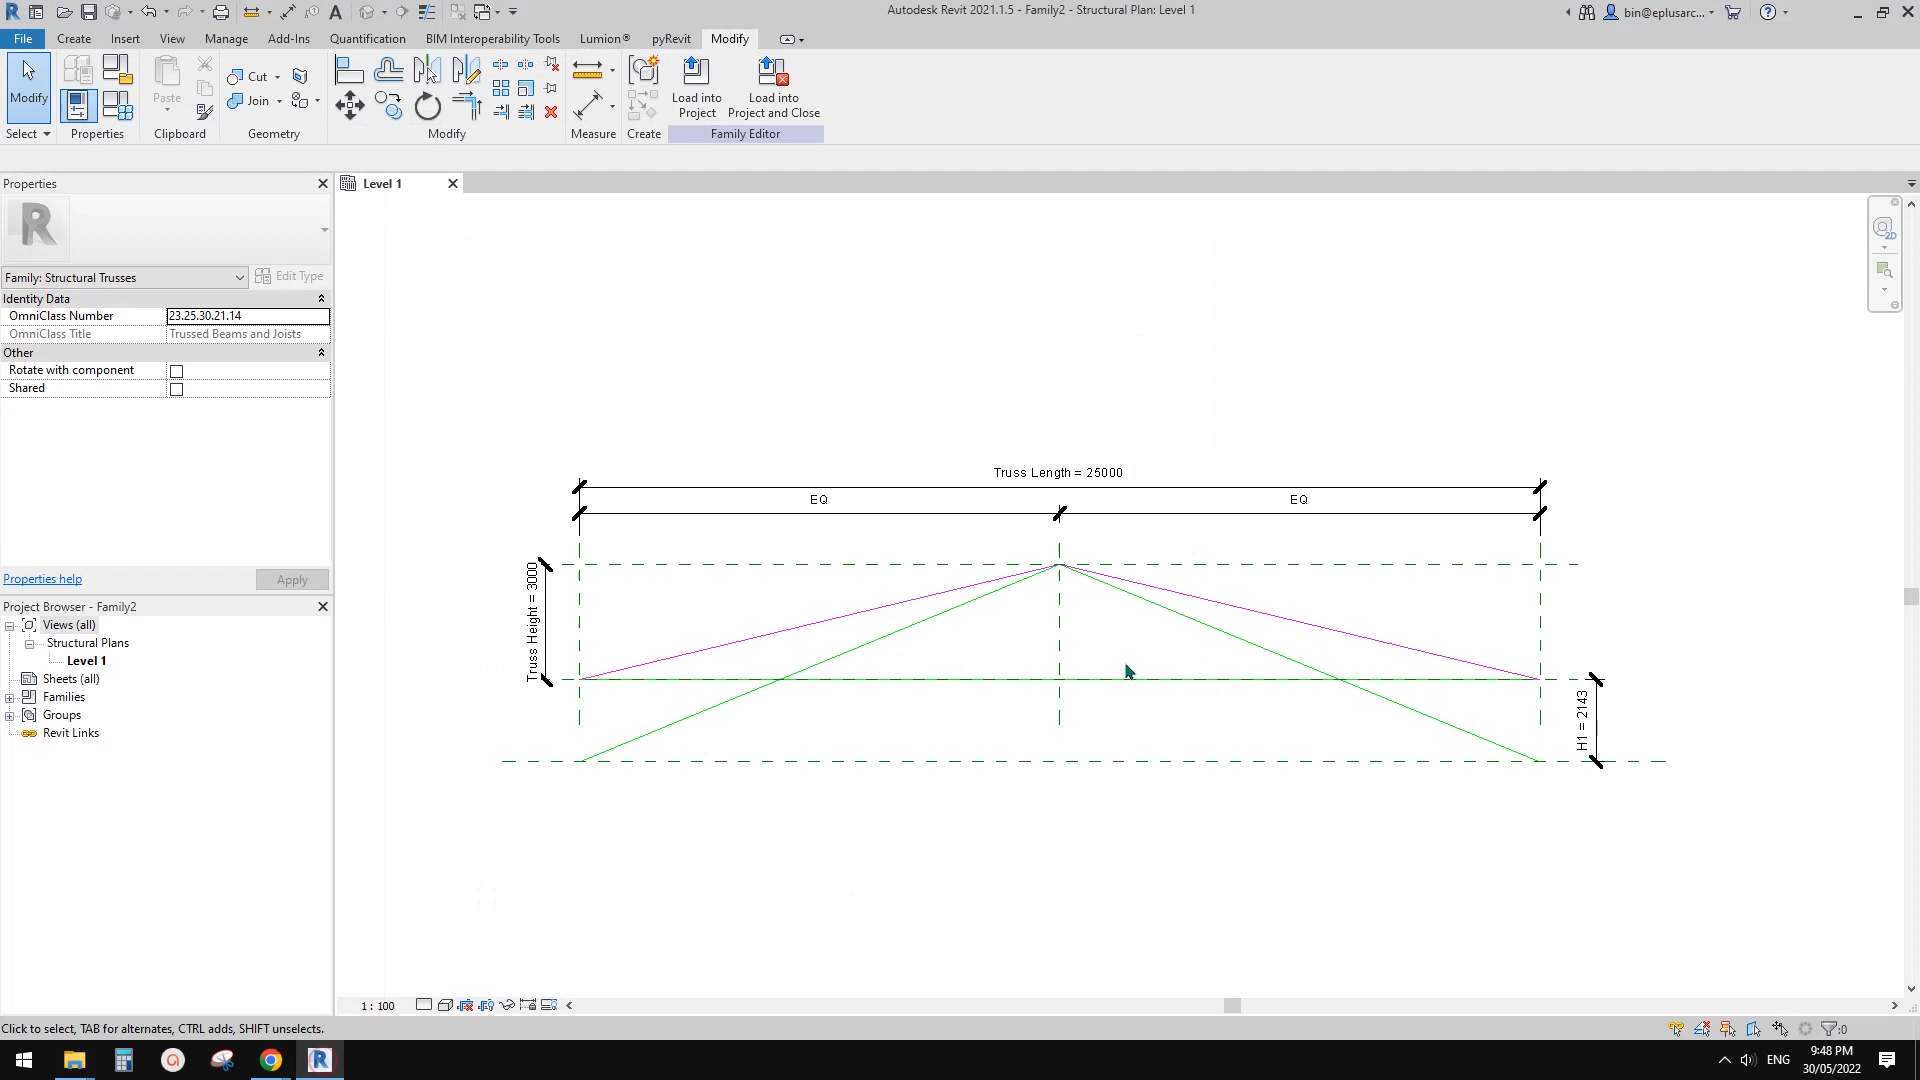 Autodesk Revit 2021.1.5 - Family2 - Structural Plan: Level 1
bin@eplusarc...
File Create Insert View Manage Add-Ins Quantification BIM Interoperability Tools Lumion® pyRevit Modify
Modify
Paste
Cut
Join
Load into Project
Load into Project and Close
Select Properties Clipboard Geometry Modify Measure Create Family Editor
Properties
Level 1
R
Family: Structural Trusses
Edit Type
Identity Data
OmniClass Number 23.25.30.21.14
OmniClass Title Trussed Beams and Joists
Other
Rotate with component
Shared
Properties help
Apply
Project Browser - Family2
Views (all)
Structural Plans
Level 1
Sheets (all)
Families
Groups
Revit Links
2D
Truss Length = 25000
EQ EQ
Truss Height = 3000
H1 = 2143
1 : 100
Click to select, TAB for alternates, CTRL adds, SHIFT unselects.
:0
ENG
9:48 PM
30/05/2022